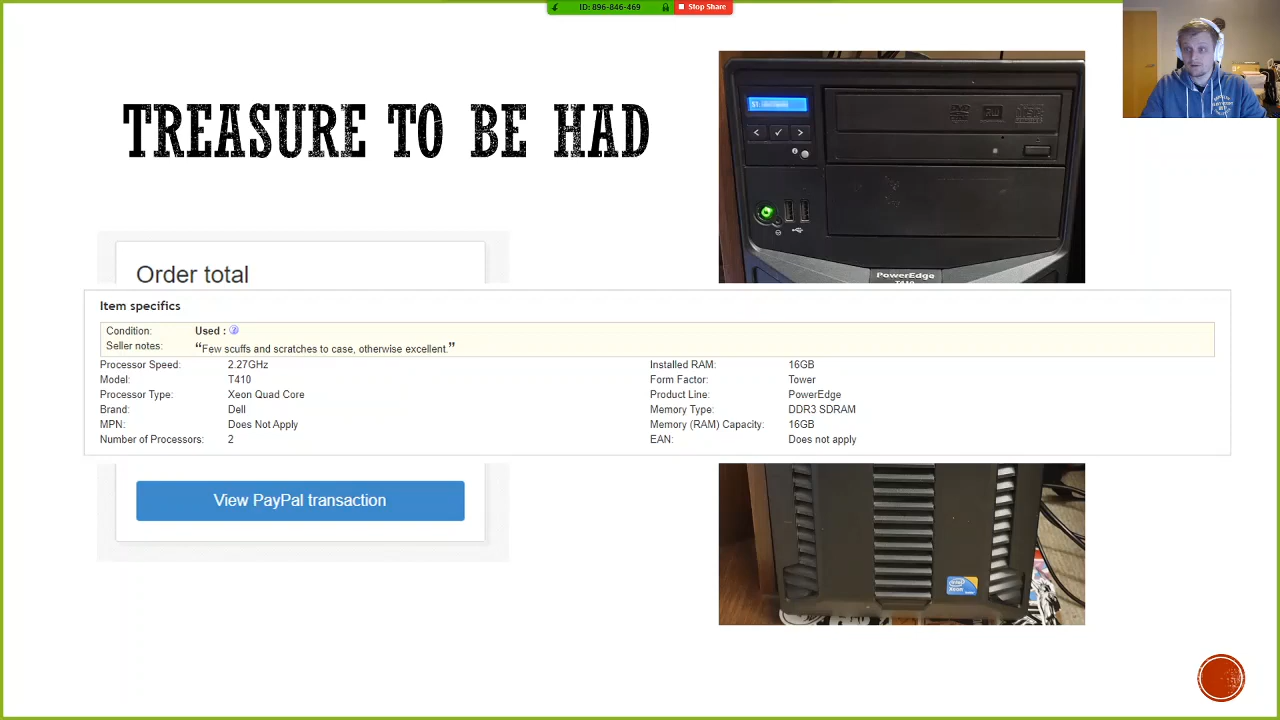 ID: 896-846-469
Stop Share
TREASURE TO BE HAD
Order total
PowerEdge
T410
Item specifics
Condition: Used :
Seller notes: “Few scuffs and scratches to case, otherwise excellent.”
Processor Speed: 2.27GHz
Installed RAM: 16GB
Model: T410
Form Factor: Tower
Processor Type: Xeon Quad Core
Product Line: PowerEdge
Brand: Dell
Memory Type: DDR3 SDRAM
MPN: Does Not Apply
Memory (RAM) Capacity: 16GB
Number of Processors: 2
EAN: Does not apply
View PayPal transaction
intel
Xeon